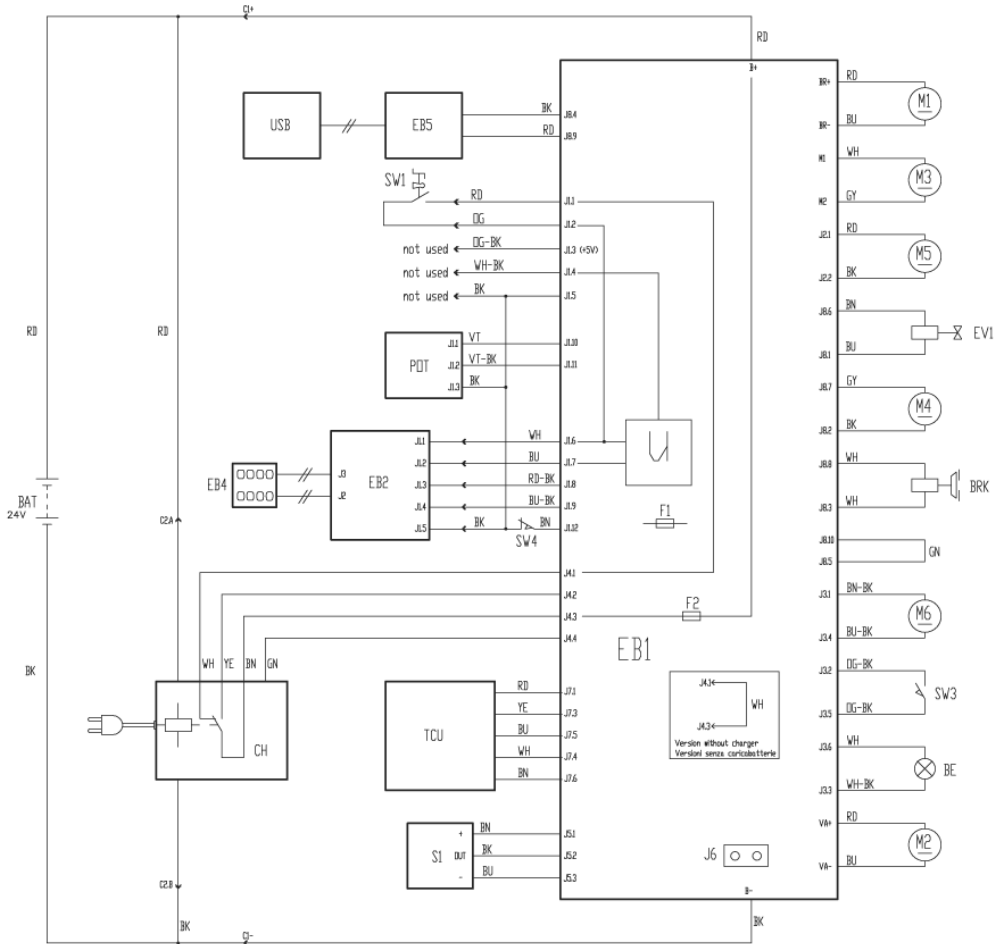 C1+
RD
B+
USB
EB5
BK
RD
J8.4
J8.9
BR+
RD
M1
BR-
BU
SW1
RD
J1.1
OG
J1.2
not used
OG-BK
J1.3 (+5V)
not used
WH-BK
J1.4
not used
BK
J1.5
M1
WH
M3
M2
GY
J2.1
RD
M5
J2.2
BK
RD
RD
POT
J1.1
VT
J1.10
J1.2
VT-BK
J1.11
J1.3
BK
J8.6
BN
EV1
J8.1
BU
J8.7
GY
M4
J8.2
BK
EB4
J3
J2
EB2
J1.1
WH
J1.6
J1.2
BU
J1.7
J1.3
RD-BK
J1.8
J1.4
BU-BK
J1.9
J1.5
BK
SW4
BN
J1.12
F1
J8.8
WH
BRK
J8.3
WH
J8.10
J8.5
GN
BAT
24V
C2.A
J4.1
J4.2
J4.3
J4.4
F2
EB1
J3.1
BN-BK
M6
J3.4
BU-BK
BK
WH
YE
BN
GN
CH
J3.2
OG-BK
SW3
J3.5
OG-BK
TCU
RD
J7.1
YE
J7.3
BU
J7.5
WH
J7.4
BN
J7.6
J4.1
WH
J4.3
Version without charger
Versioni senza caricabatterie
J3.6
WH
BE
J3.3
WH-BK
S1
+
BN
J5.1
OUT
BK
J5.2
-
BU
J5.3
J6
VA+
RD
M2
VA-
BU
C2.B
BK
B-
BK
C1-